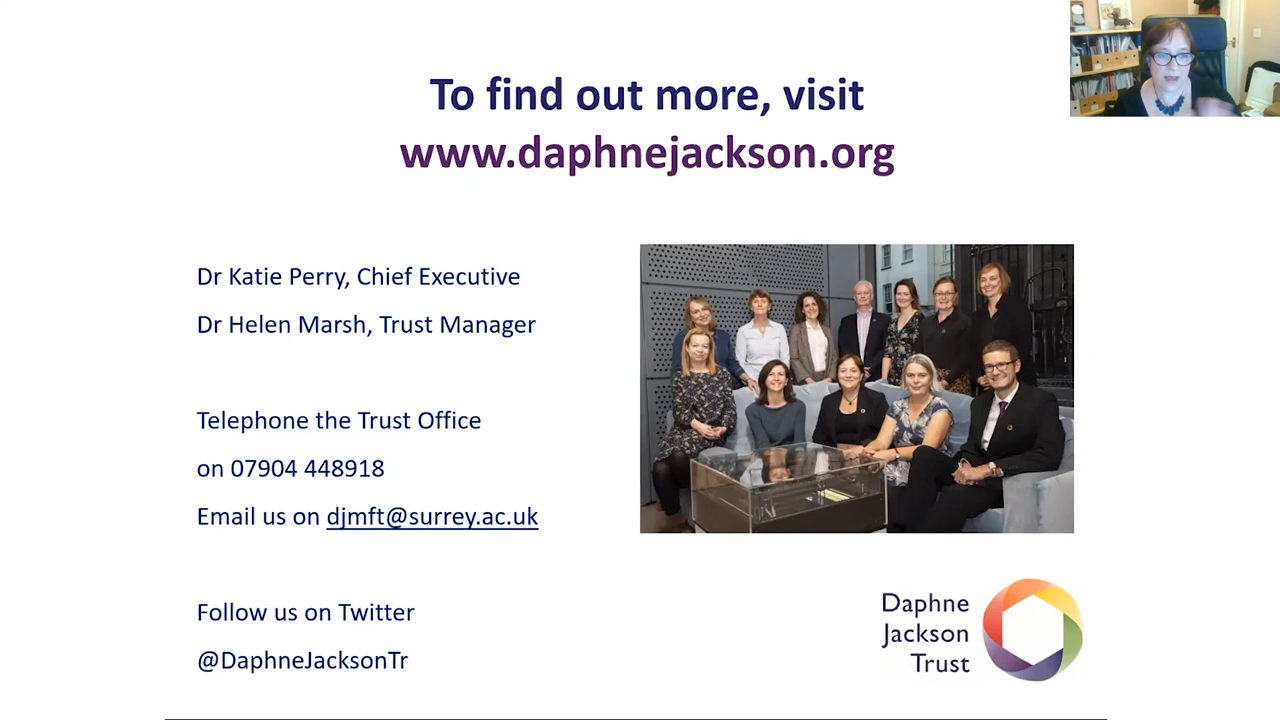 To find out more, visit
www.daphnejackson.org
Dr Katie Perry, Chief Executive
Dr Helen Marsh, Trust Manager
Telephone the Trust Office
on 07904 448918
Email us on djmft@surrey.ac.uk
Follow us on Twitter
@DaphneJacksonTr
Daphne
Jackson
Trust